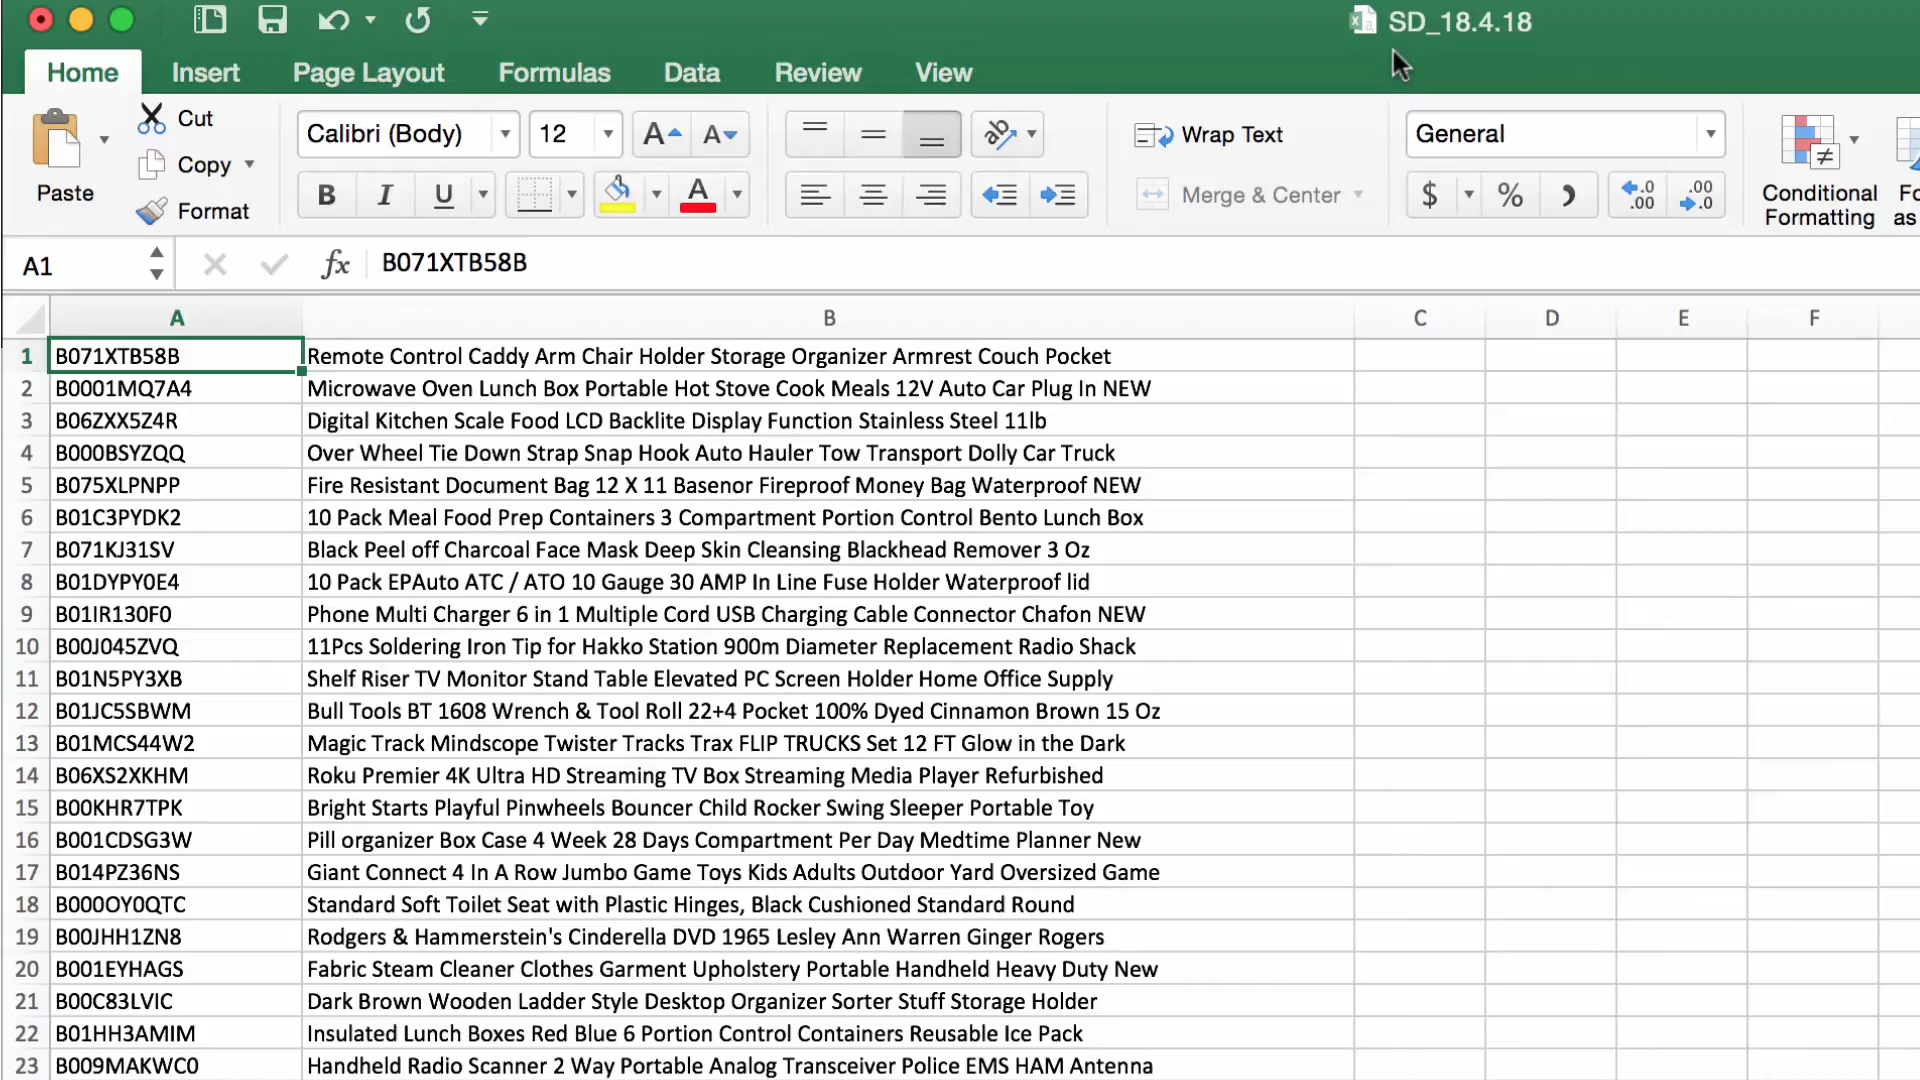 SD_18.4.18
Home Insert Page Layout Formulas Data Review View
Paste
Cut
Copy
Format
Calibri (Body) 12 A A
B I U A
ab
Wrap Text
Merge & Center
General
$ % .0 .00 .00 .0
Conditional Formatting
as
A1 fx B071XTB58B
A B C D E F
1 B071XTB58B Remote Control Caddy Arm Chair Holder Storage Organizer Armrest Couch Pocket
2 B0001MQ7A4 Microwave Oven Lunch Box Portable Hot Stove Cook Meals 12V Auto Car Plug In NEW
3 B06ZXX5Z4R Digital Kitchen Scale Food LCD Backlite Display Function Stainless Steel 11lb
4 B000BSYZQQ Over Wheel Tie Down Strap Snap Hook Auto Hauler Tow Transport Dolly Car Truck
5 B075XLPNPP Fire Resistant Document Bag 12 X 11 Basenor Fireproof Money Bag Waterproof NEW
6 B01C3PYDK2 10 Pack Meal Food Prep Containers 3 Compartment Portion Control Bento Lunch Box
7 B071KJ31SV Black Peel off Charcoal Face Mask Deep Skin Cleansing Blackhead Remover 3 Oz
8 B01DYPY0E4 10 Pack EPAuto ATC / ATO 10 Gauge 30 AMP In Line Fuse Holder Waterproof lid
9 B01IR130F0 Phone Multi Charger 6 in 1 Multiple Cord USB Charging Cable Connector Chafon NEW
10 B00J045ZVQ 11Pcs Soldering Iron Tip for Hakko Station 900m Diameter Replacement Radio Shack
11 B01N5PY3XB Shelf Riser TV Monitor Stand Table Elevated PC Screen Holder Home Office Supply
12 B01JC5SBWM Bull Tools BT 1608 Wrench & Tool Roll 22+4 Pocket 100% Dyed Cinnamon Brown 15 Oz
13 B01MCS44W2 Magic Track Mindscope Twister Tracks Trax FLIP TRUCKS Set 12 FT Glow in the Dark
14 B06XS2XKHM Roku Premier 4K Ultra HD Streaming TV Box Streaming Media Player Refurbished
15 B00KHR7TPK Bright Starts Playful Pinwheels Bouncer Child Rocker Swing Sleeper Portable Toy
16 B001CDSG3W Pill organizer Box Case 4 Week 28 Days Compartment Per Day Medtime Planner New
17 B014PZ36NS Giant Connect 4 In A Row Jumbo Game Toys Kids Adults Outdoor Yard Oversized Game
18 B000OY0QTC Standard Soft Toilet Seat with Plastic Hinges, Black Cushioned Standard Round
19 B00JHH1ZN8 Rodgers & Hammerstein's Cinderella DVD 1965 Lesley Ann Warren Ginger Rogers
20 B001EYHAGS Fabric Steam Cleaner Clothes Garment Upholstery Portable Handheld Heavy Duty New
21 B00C83LVIC Dark Brown Wooden Ladder Style Desktop Organizer Sorter Stuff Storage Holder
22 B01HH3AMIM Insulated Lunch Boxes Red Blue 6 Portion Control Containers Reusable Ice Pack
23 B009MAKWC0 Handheld Radio Scanner 2 Way Portable Analog Transceiver Police EMS HAM Antenna